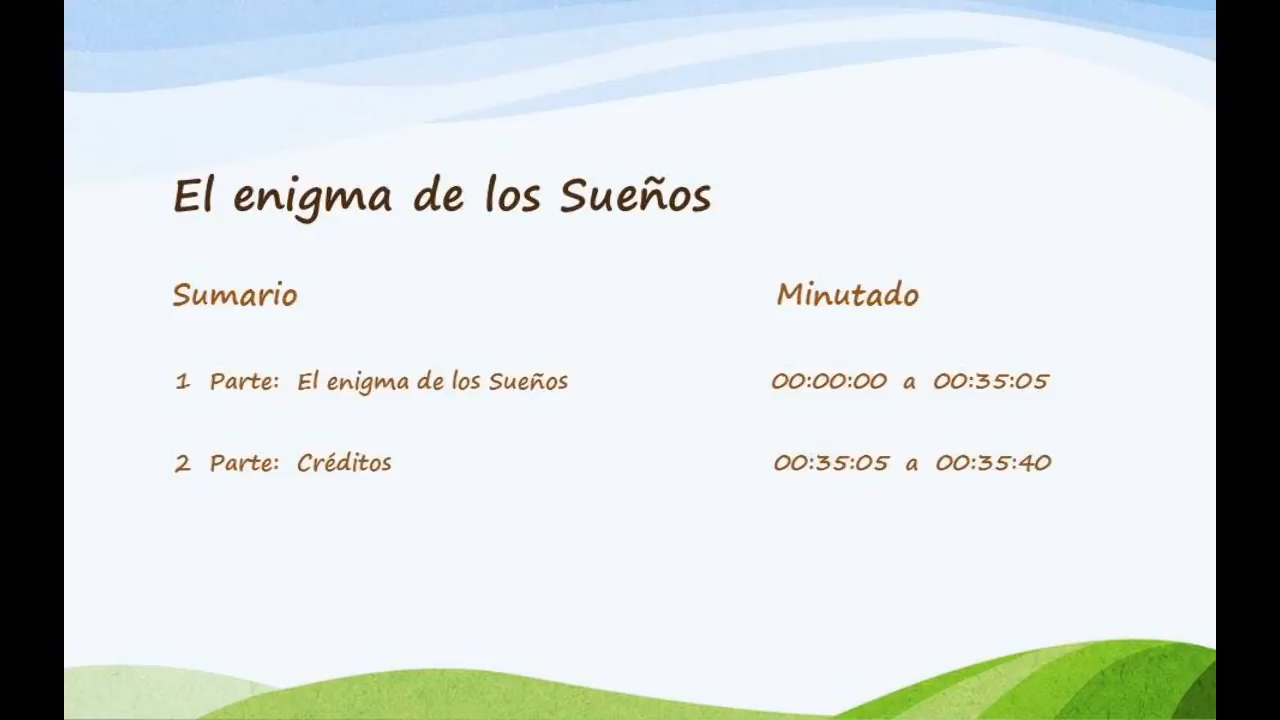 El enigma de los Sueños
Sumario Minutado
1 Parte: El enigma de los Sueños 00:00:00 a 00:35:05
2 Parte: Créditos 00:35:05 a 00:35:40